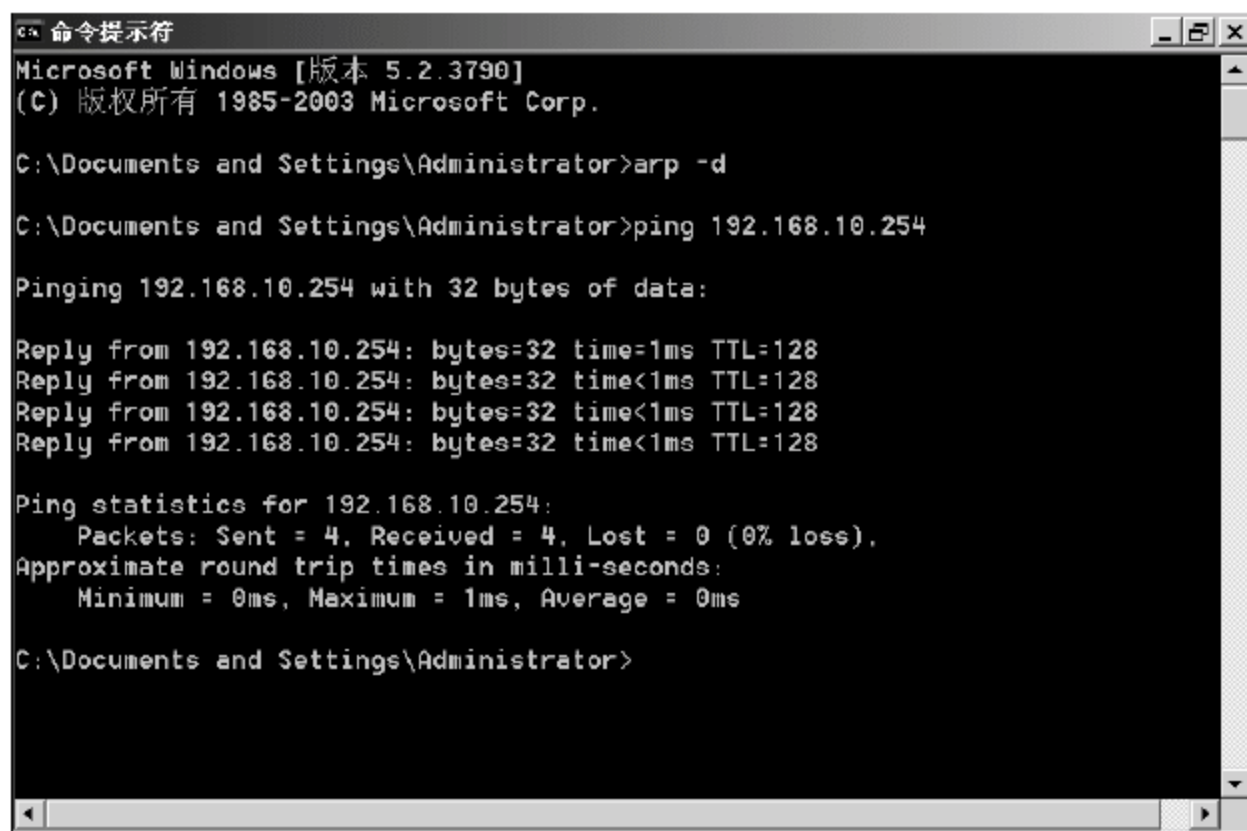 命令提示符
Microsoft Windows [版本 5.2.3790]
(C) 版权所有 1985-2003 Microsoft Corp.
C:\Documents and Settings\Administrator>arp -d
C:\Documents and Settings\Administrator>ping 192.168.10.254
Pinging 192.168.10.254 with 32 bytes of data:
Reply from 192.168.10.254: bytes=32 time=1ms TTL=128
Reply from 192.168.10.254: bytes=32 time<1ms TTL=128
Reply from 192.168.10.254: bytes=32 time<1ms TTL=128
Reply from 192.168.10.254: bytes=32 time<1ms TTL=128
Ping statistics for 192.168.10.254:
    Packets: Sent = 4, Received = 4, Lost = 0 (0% loss),
Approximate round trip times in milli-seconds:
    Minimum = 0ms, Maximum = 1ms, Average = 0ms
C:\Documents and Settings\Administrator>